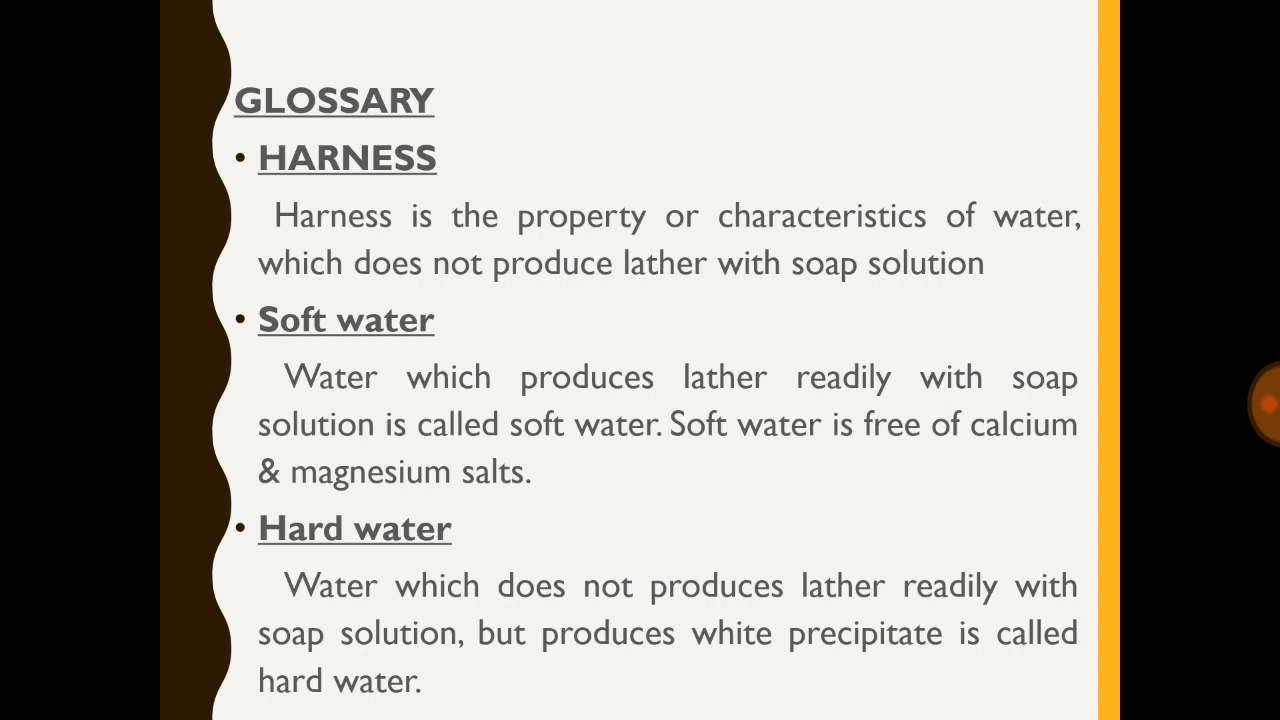 GLOSSARY
• HARNESS
Harness is the property or characteristics of water,
which does not produce lather with soap solution
• Soft water
Water which produces lather readily with soap
solution is called soft water. Soft water is free of calcium
& magnesium salts.
• Hard water
Water which does not produces lather readily with
soap solution, but produces white precipitate is called
hard water.